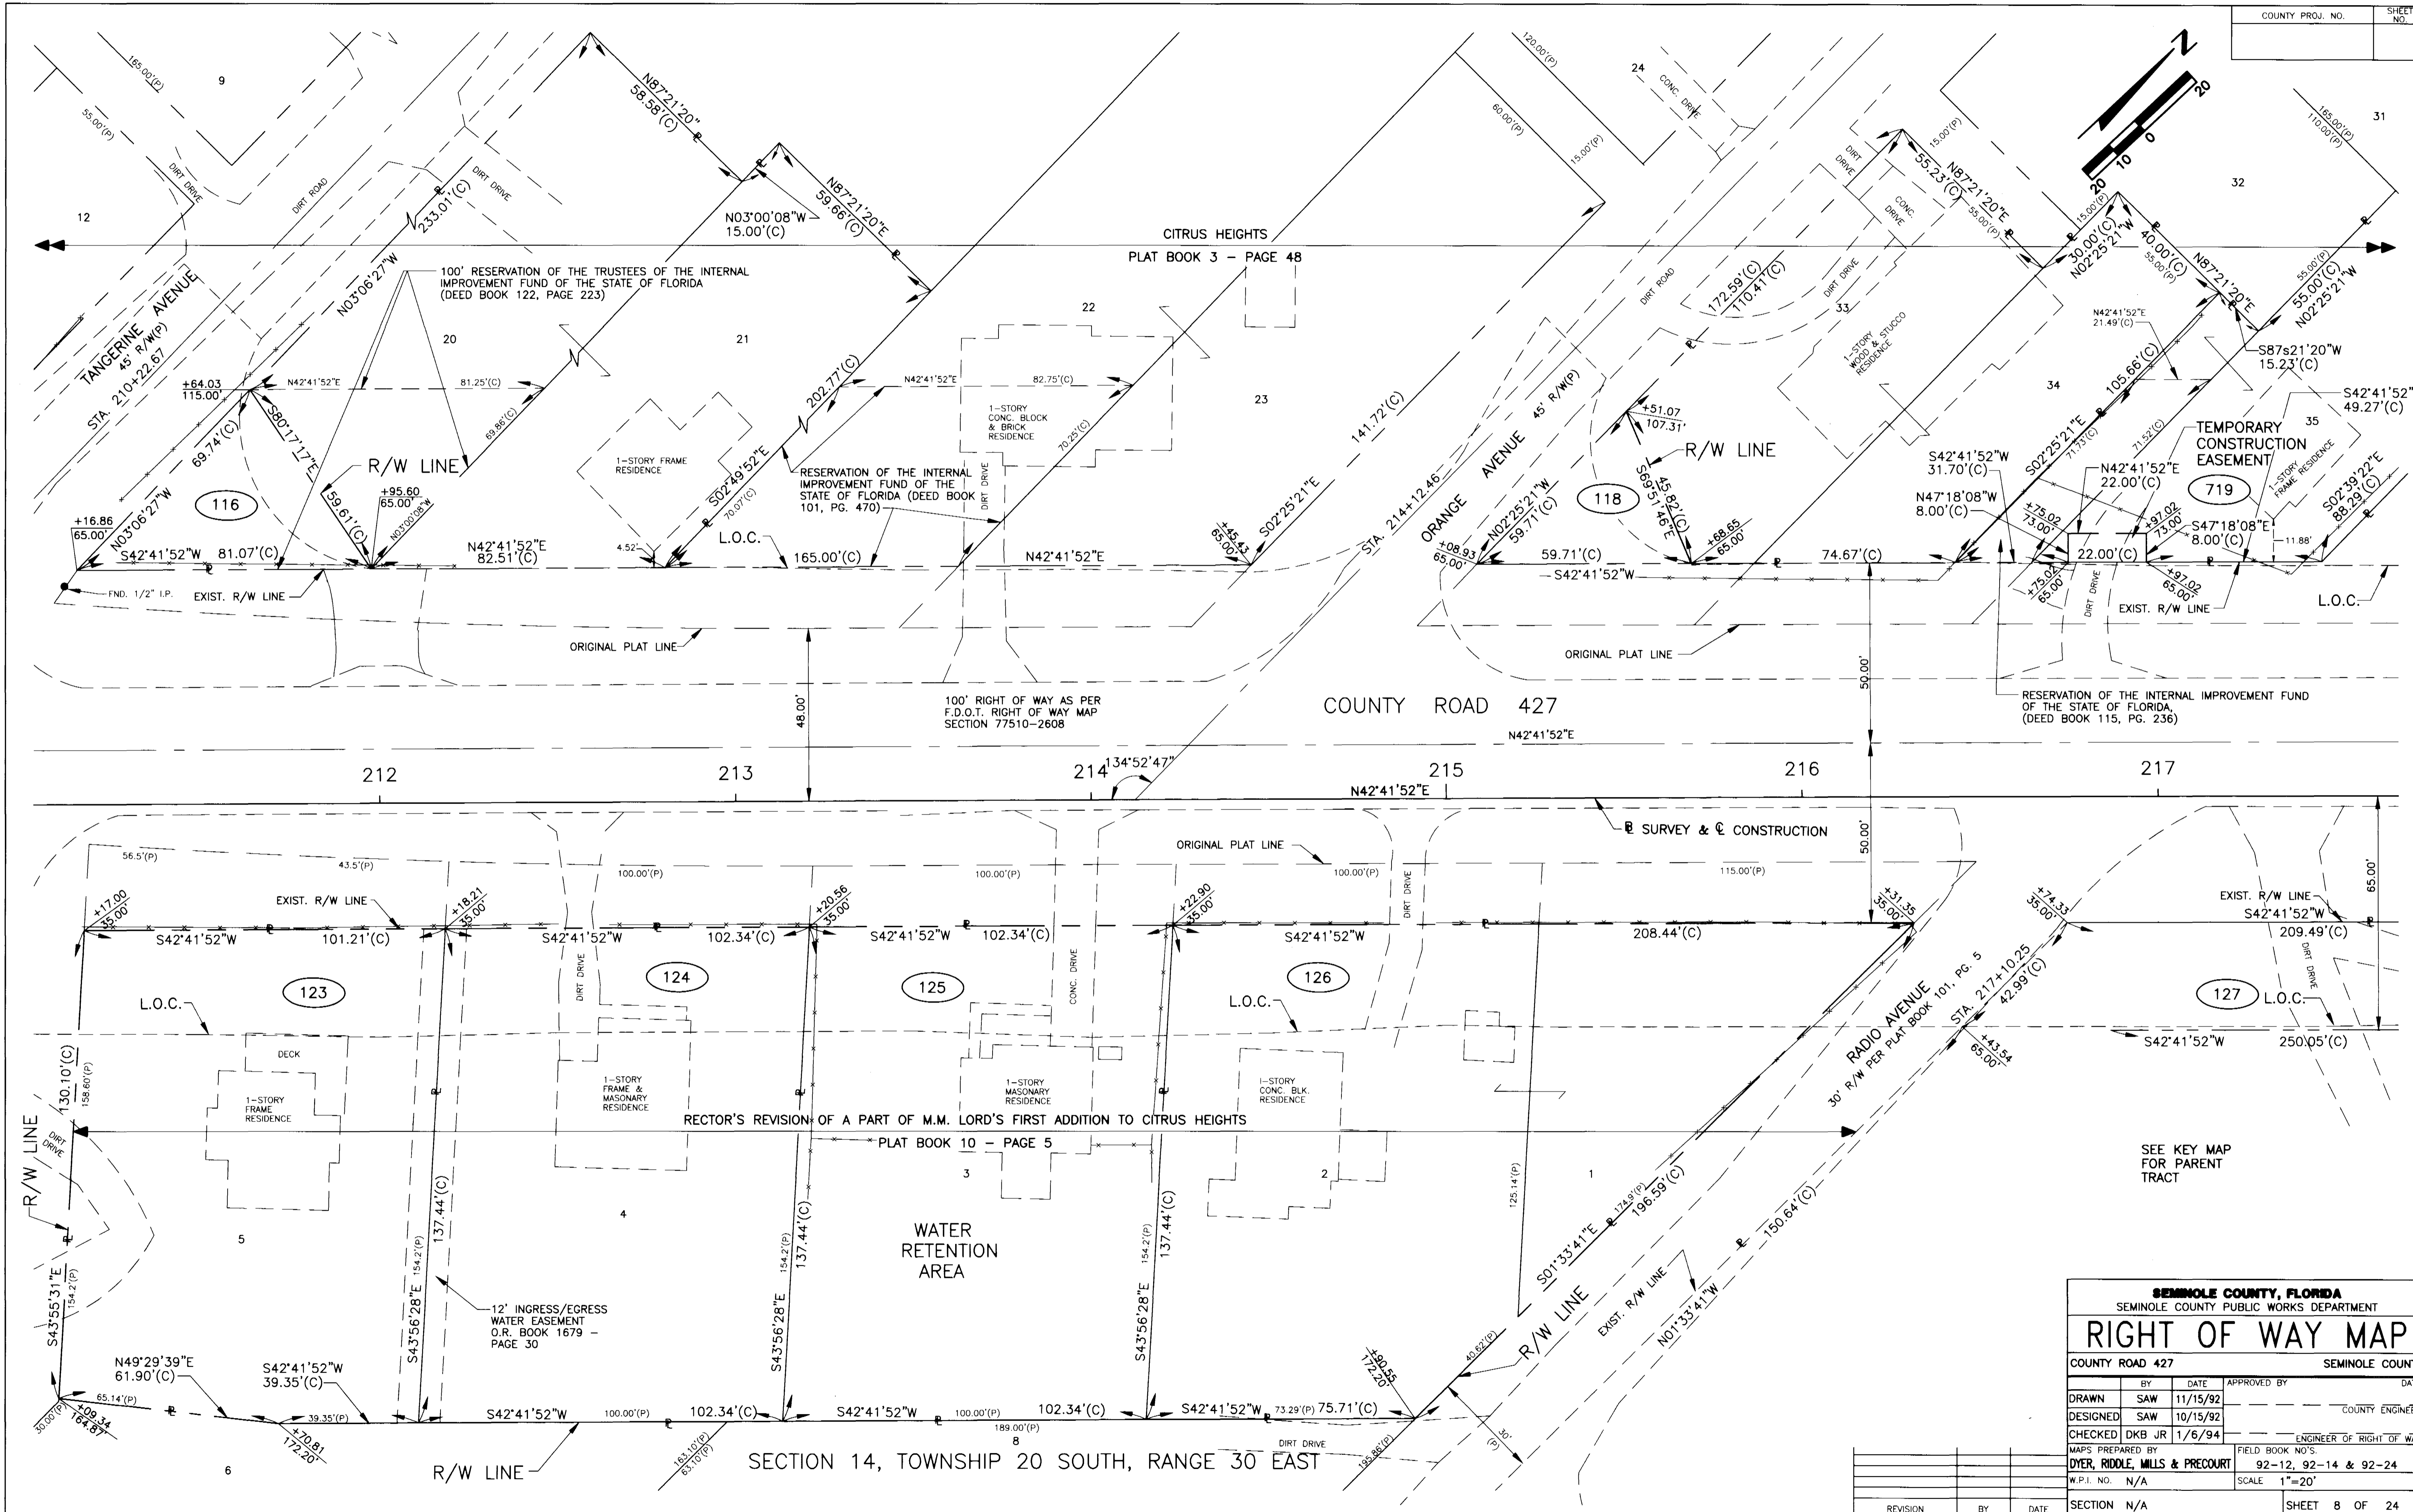 COUNTY PROJ. NO.
SHEET NO.
165.00'(P)
9
55.00'(P)
12
DIRT DRIVE
DIRT ROAD
DIRT DRIVE
N87°21'20"
58.58'(C)
233.01'(C)
N03°06'27"W
N03°00'08"W
15.00'(C)
N87°21'20"E
59.66'(C)
CITRUS HEIGHTS
PLAT BOOK 3 - PAGE 48
60.00'(P)
15.00'(P)
120.00'(P)
24
CONC. DRIVE
DIRT DRIVE
15.00'(P)
N87°21'20"E
55.23'(C)
55.00'(P)
CONC. DRIVE
N
20
10
0
20
165.00'(P)
110.00'(P)
31
32
15.00'(P)
30.00'(C)
N02°25'21"W
N87°21'20"E
40.00'(C)
55.00'(P)
55.00'(P)
55.00'(C)
N02°25'21"W
TANGERINE AVENUE
45' R/W(P)
STA. 210+22.67
100' RESERVATION OF THE TRUSTEES OF THE INTERNAL
IMPROVEMENT FUND OF THE STATE OF FLORIDA
(DEED BOOK 122, PAGE 223)
20
21
22
23
+64.03
115.00'
N42°41'52"E
81.25'(C)
202.77'(C)
N42°41'52"E
82.75'(C)
1-STORY
CONC. BLOCK
& BRICK
RESIDENCE
DIRT ROAD
172.59'(C)
110.41'(C)
DIRT DRIVE
33
1-STORY
WOOD & STUCCO
RESIDENCE
34
N42°41'52"E
21.49'(C)
S87s21'20"W
15.23'(C)
S42°41'52"
49.27'(C)
35
69.74'(C)
N03°06'27"W
S80°17'17"E
59.61'(C)
69.86'(C)
R/W LINE
1-STORY FRAME
RESIDENCE
S02°49'52"E
70.07'(C)
RESERVATION OF THE INTERNAL
IMPROVEMENT FUND OF THE
STATE OF FLORIDA (DEED BOOK
101, PG. 470)
DIRT DRIVE
70.25'(C)
141.72'(C)
S02°25'21"E
ORANGE AVENUE 45' R/W(P)
STA. 214+12.46
+51.07
107.31'
R/W LINE
118
45.82'(C)
S69°51'46"E
105.66'(C)
S02°25'21"E
71.73'(C)
71.52'(C)
TEMPORARY
CONSTRUCTION
EASEMENT
N42°41'52"E
22.00'(C)
719
1-STORY
FRAME RESIDENCE
S42°41'52"W
31.70'(C)
N47°18'08"W
8.00'(C)
S47°18'08"E
8.00'(C)
S02°39'22"E
88.29'(C)
116
+95.60
65.00'
N03°00'08"W
+16.86
65.00'
S42°41'52"W 81.07'(C)
N42°41'52"E
82.51'(C)
4.52'
L.O.C.
165.00'(C)
N42°41'52"E
+45.43
65.00'
+08.93
65.00'
N02°25'21"W
59.71'(C)
59.71'(C)
S42°41'52"W
+68.65
65.00'
74.67'(C)
+75.02
73.00'
+75.02
65.00'
22.00'(C)
+97.02
73.00'
+97.02
65.00'
11.88'
DIRT DRIVE
EXIST. R/W LINE
L.O.C.
FND. 1/2" I.P.
EXIST. R/W LINE
ORIGINAL PLAT LINE
ORIGINAL PLAT LINE
48.00'
100' RIGHT OF WAY AS PER
F.D.O.T. RIGHT OF WAY MAP
SECTION 77510-2608
COUNTY ROAD 427
50.00'
RESERVATION OF THE INTERNAL IMPROVEMENT FUND
OF THE STATE OF FLORIDA,
(DEED BOOK 115, PG. 236)
N42°41'52"E
212
213
214
134°52'47"
215
216
217
N42°41'52"E
SURVEY & ℄ CONSTRUCTION
50.00'
65.00'
ORIGINAL PLAT LINE
56.5'(P)
43.5'(P)
100.00'(P)
100.00'(P)
100.00'(P)
115.00'(P)
EXIST. R/W LINE
+17.00
35.00'
+18.21
35.00'
+20.56
35.00'
+22.90
35.00'
DIRT DRIVE
+31.35
35.00'
+74.33
35.00'
EXIST. R/W LINE
S42°41'52"W
209.49'(C)
S42°41'52"W
101.21'(C)
S42°41'52"W
102.34'(C)
S42°41'52"W
102.34'(C)
S42°41'52"W
208.44'(C)
123
124
125
126
127
DIRT DRIVE
CONC. DRIVE
L.O.C.
L.O.C.
L.O.C.
DIRT DRIVE
RADIO AVENUE
30' R/W PER PLAT BOOK 101, PG. 5
STA. 217+10.25
42.99'(C)
+43.54
65.00'
S42°41'52"W
250.05'(C)
DECK
1-STORY
FRAME
RESIDENCE
1-STORY
FRAME &
MASONARY
RESIDENCE
1-STORY
MASONARY
RESIDENCE
I-STORY
CONC. BLK.
RESIDENCE
130.10'(C)
158.60'(P)
RECTOR'S REVISION OF A PART OF M.M. LORD'S FIRST ADDITION TO CITRUS HEIGHTS
PLAT BOOK 10 - PAGE 5
R/W LINE
DIRT DRIVE
SEE KEY MAP
FOR PARENT
TRACT
5
4
3
2
1
125.14'(P)
174.9'(P)
196.59'(C)
S01°33'41"E
150.64'(C)
N01°33'41"W
EXIST. R/W LINE
R/W LINE
40.62'(P)
WATER
RETENTION
AREA
S43°55'31"E
154.2'(P)
137.44'(C)
S43°56'28"E 154.2'(P)
137.44'(C)
S43°56'28"E
154.2'(P)
137.44'(C)
S43°56'28"E
154.2'(P)
12' INGRESS/EGRESS
WATER EASEMENT
O.R. BOOK 1679 -
PAGE 30
N49°29'39"E
61.90'(C)
S42°41'52"W
39.35'(C)
65.14'(P)
39.35'(P)
30.00'(P)
+09.34
164.87'
+70.81
172.20'
S42°41'52"W
100.00'(P)
102.34'(C)
S42°41'52"W
100.00'(P)
102.34'(C)
S42°41'52"W
73.29'(P)
75.71'(C)
+90.55
172.20'
189.00'(P)
8
6
163.10'(P)
63.10'(P)
DIRT DRIVE
195.86'(P)
30'
(P)
R/W LINE
SECTION 14, TOWNSHIP 20 SOUTH, RANGE 30 EAST
SEMINOLE COUNTY, FLORIDA
SEMINOLE COUNTY PUBLIC WORKS DEPARTMENT
RIGHT OF WAY MAP
COUNTY ROAD 427 SEMINOLE COUNT
BY DATE APPROVED BY DA
DRAWN SAW 11/15/92
COUNTY ENGINEE
DESIGNED SAW 10/15/92
CHECKED DKB JR 1/6/94
ENGINEER OF RIGHT OF WA
MAPS PREPARED BY
DYER, RIDDLE, MILLS & PRECOURT
FIELD BOOK NO'S.
92-12, 92-14 & 92-24
W.P.I. NO. N/A SCALE 1"=20'
REVISION BY DATE
SECTION N/A SHEET 8 OF 24